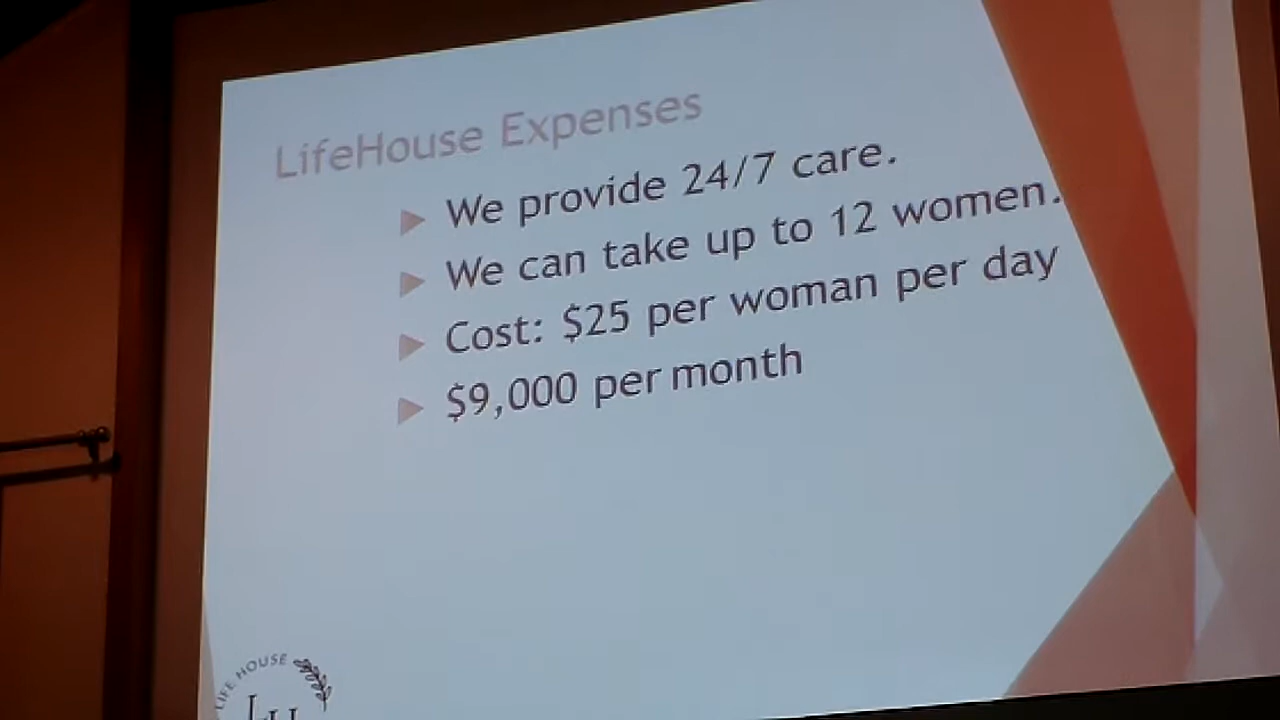 LifeHouse Expenses
We provide 24/7 care.
We can take up to 12 women.
Cost: $25 per woman per day
$9,000 per month
LIFE HOUSE
LH